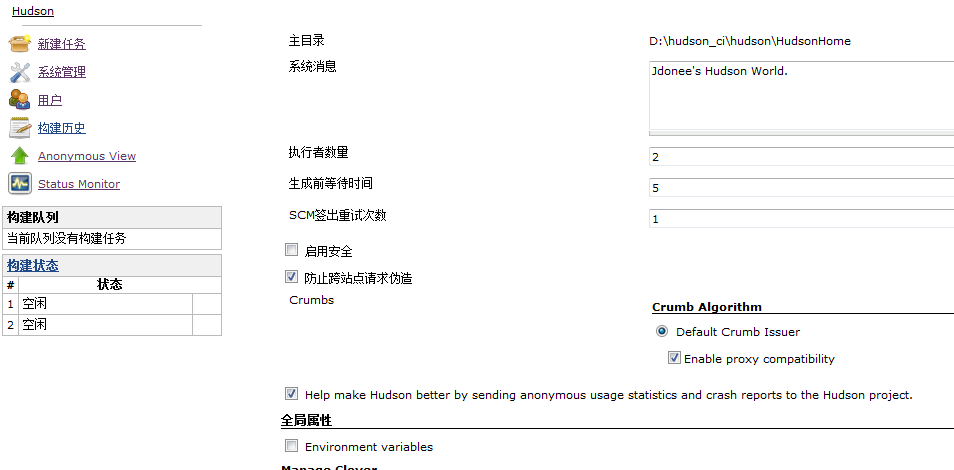 Hudson
新建任务
系统管理
用户
构建历史
Anonymous View
Status Monitor
构建队列
当前队列没有构建任务
构建状态
# 状态
1 空闲
2 空闲
主目录 D:\hudson_ci\hudson\HudsonHome
系统消息 Jdonee's Hudson World.
执行者数量 2
生成前等待时间 5
SCM签出重试次数 1
启用安全
防止跨站点请求伪造
Crumbs
Crumb Algorithm
Default Crumb Issuer
Enable proxy compatibility
Help make Hudson better by sending anonymous usage statistics and crash reports to the Hudson project.
全局属性
Environment variables
Manage Clover